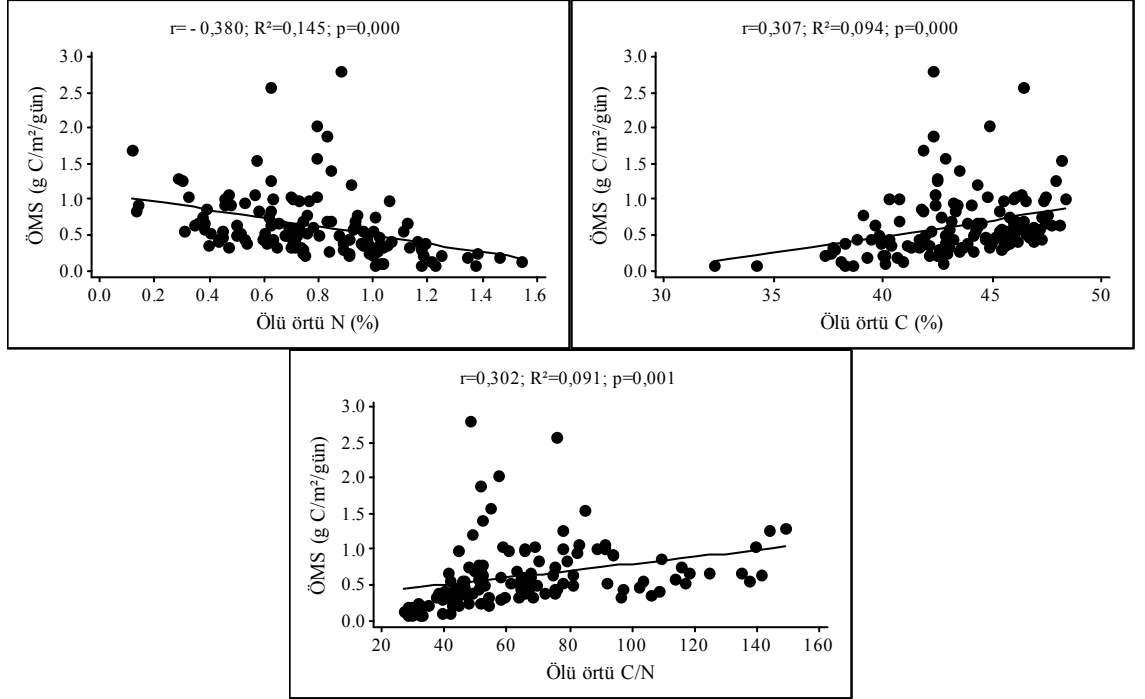 r= - 0,380; R²=0,145; p=0,000
ÖMS (g C/m²/gün)
3.0
2.5
2.0
1.5
1.0
0.5
0.0
0.0 0.2 0.4 0.6 0.8 1.0 1.2 1.4 1.6
Ölü örtü N (%)
r=0,307; R²=0,094; p=0,000
ÖMS (g C/m²/gün)
3.0
2.5
2.0
1.5
1.0
0.5
0.0
30 35 40 45 50
Ölü örtü C (%)
r=0,302; R²=0,091; p=0,001
ÖMS (g C/m²/gün)
3.0
2.5
2.0
1.5
1.0
0.5
0.0
20 40 60 80 100 120 140 160
Ölü örtü C/N